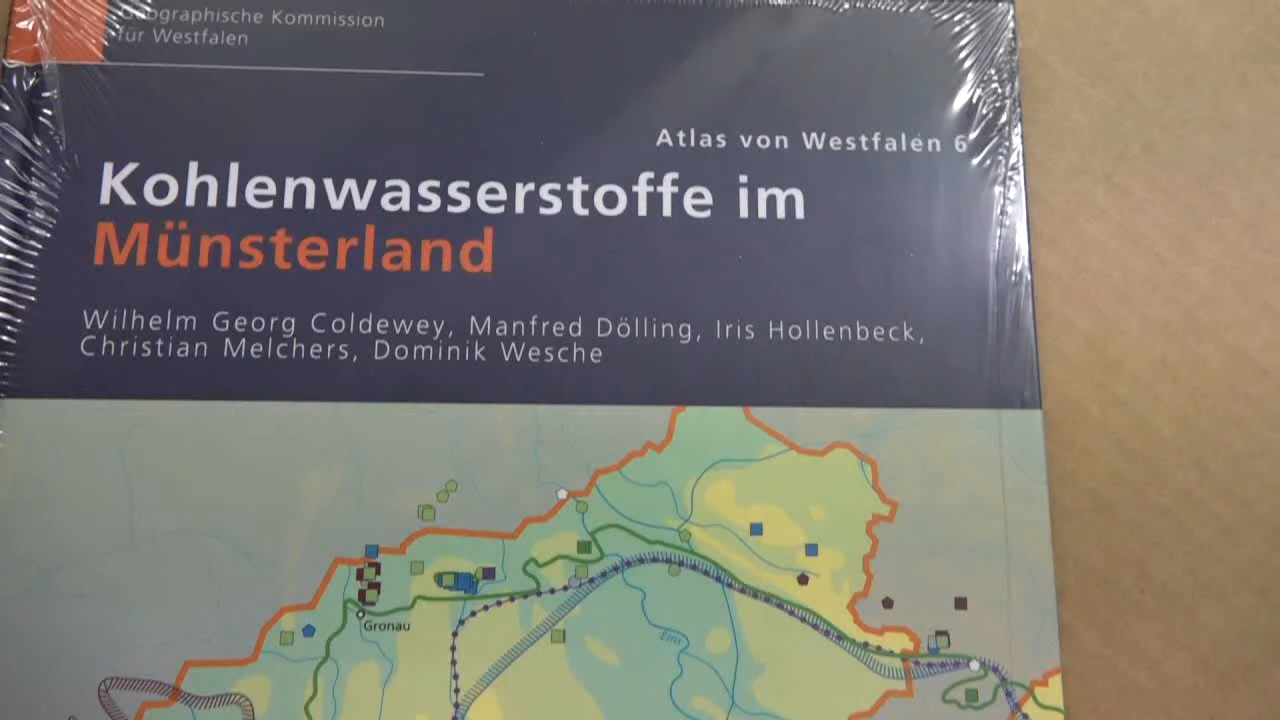 Geographische Kommission
für Westfalen
Atlas von Westfalen 6
Kohlenwasserstoffe im
Münsterland
Wilhelm Georg Coldewey, Manfred Dölling, Iris Hollenbeck,
Christian Melchers, Dominik Wesche
Gronau
Ems